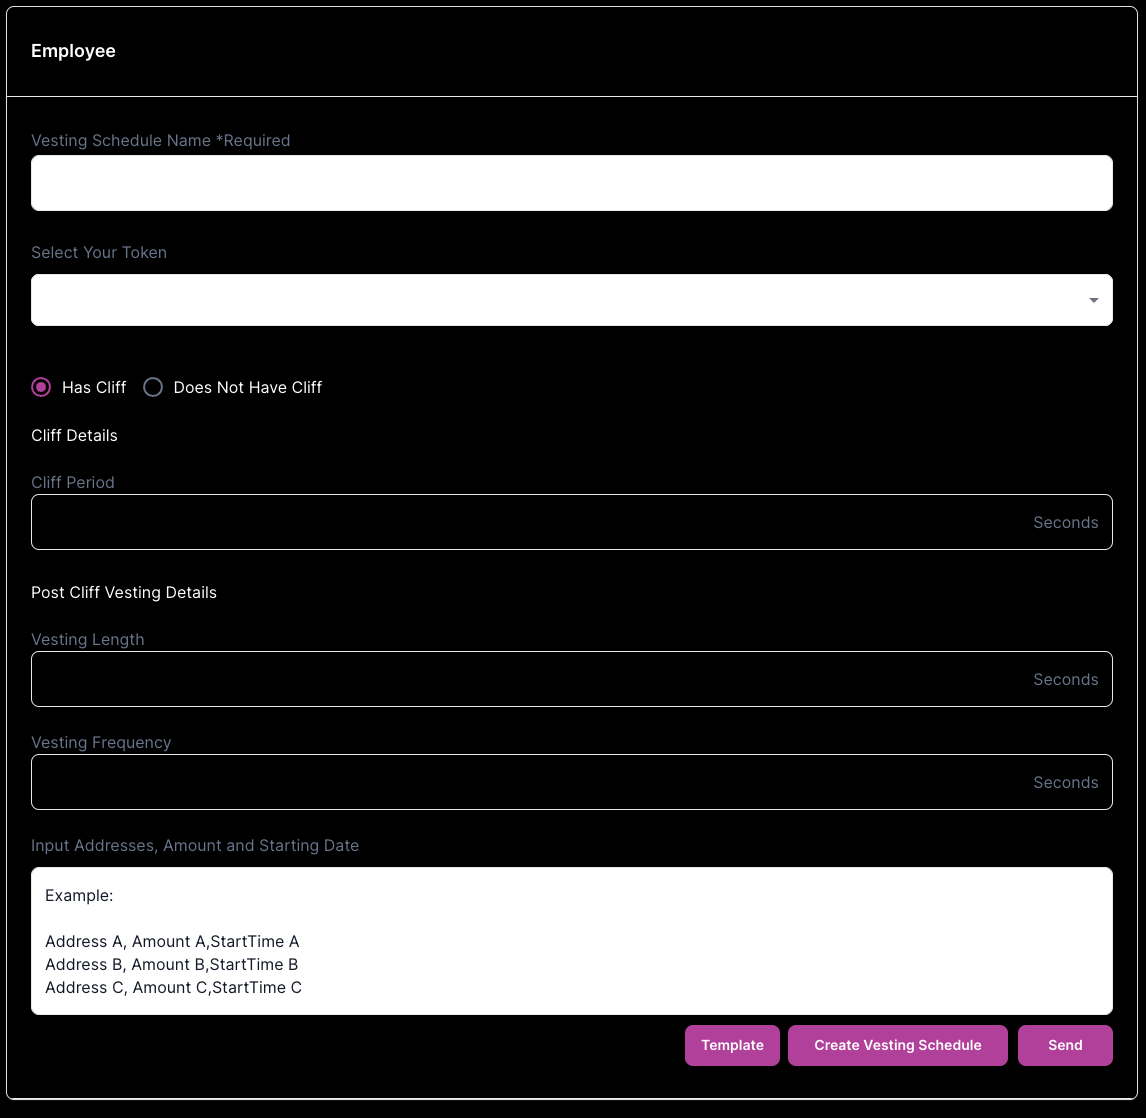 Employee
Vesting Schedule Name *Required
Select Your Token
Has Cliff Does Not Have Cliff
Cliff Details
Cliff Period
Seconds
Post Cliff Vesting Details
Vesting Length
Seconds
Vesting Frequency
Seconds
Input Addresses, Amount and Starting Date
Example:
Address A, Amount A,StartTime A
Address B, Amount B,StartTime B
Address C, Amount C,StartTime C
Template Create Vesting Schedule Send